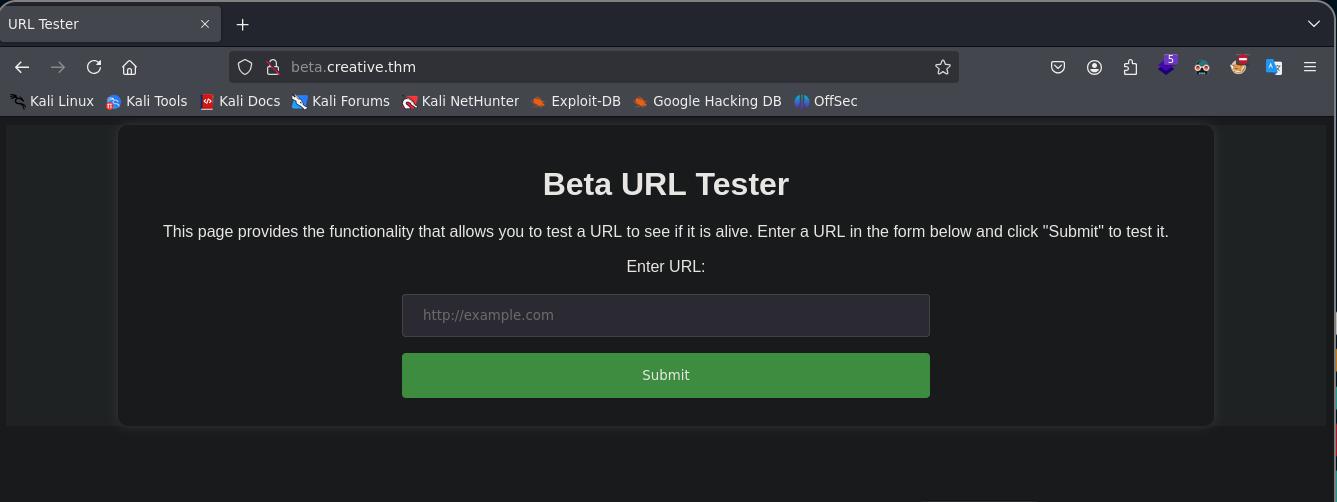 URL Tester
beta.creative.thm
5
Kali Linux Kali Tools Kali Docs Kali Forums Kali NetHunter Exploit-DB Google Hacking DB OffSec
Beta URL Tester
This page provides the functionality that allows you to test a URL to see if it is alive. Enter a URL in the form below and click "Submit" to test it.
Enter URL:
http://example.com
Submit